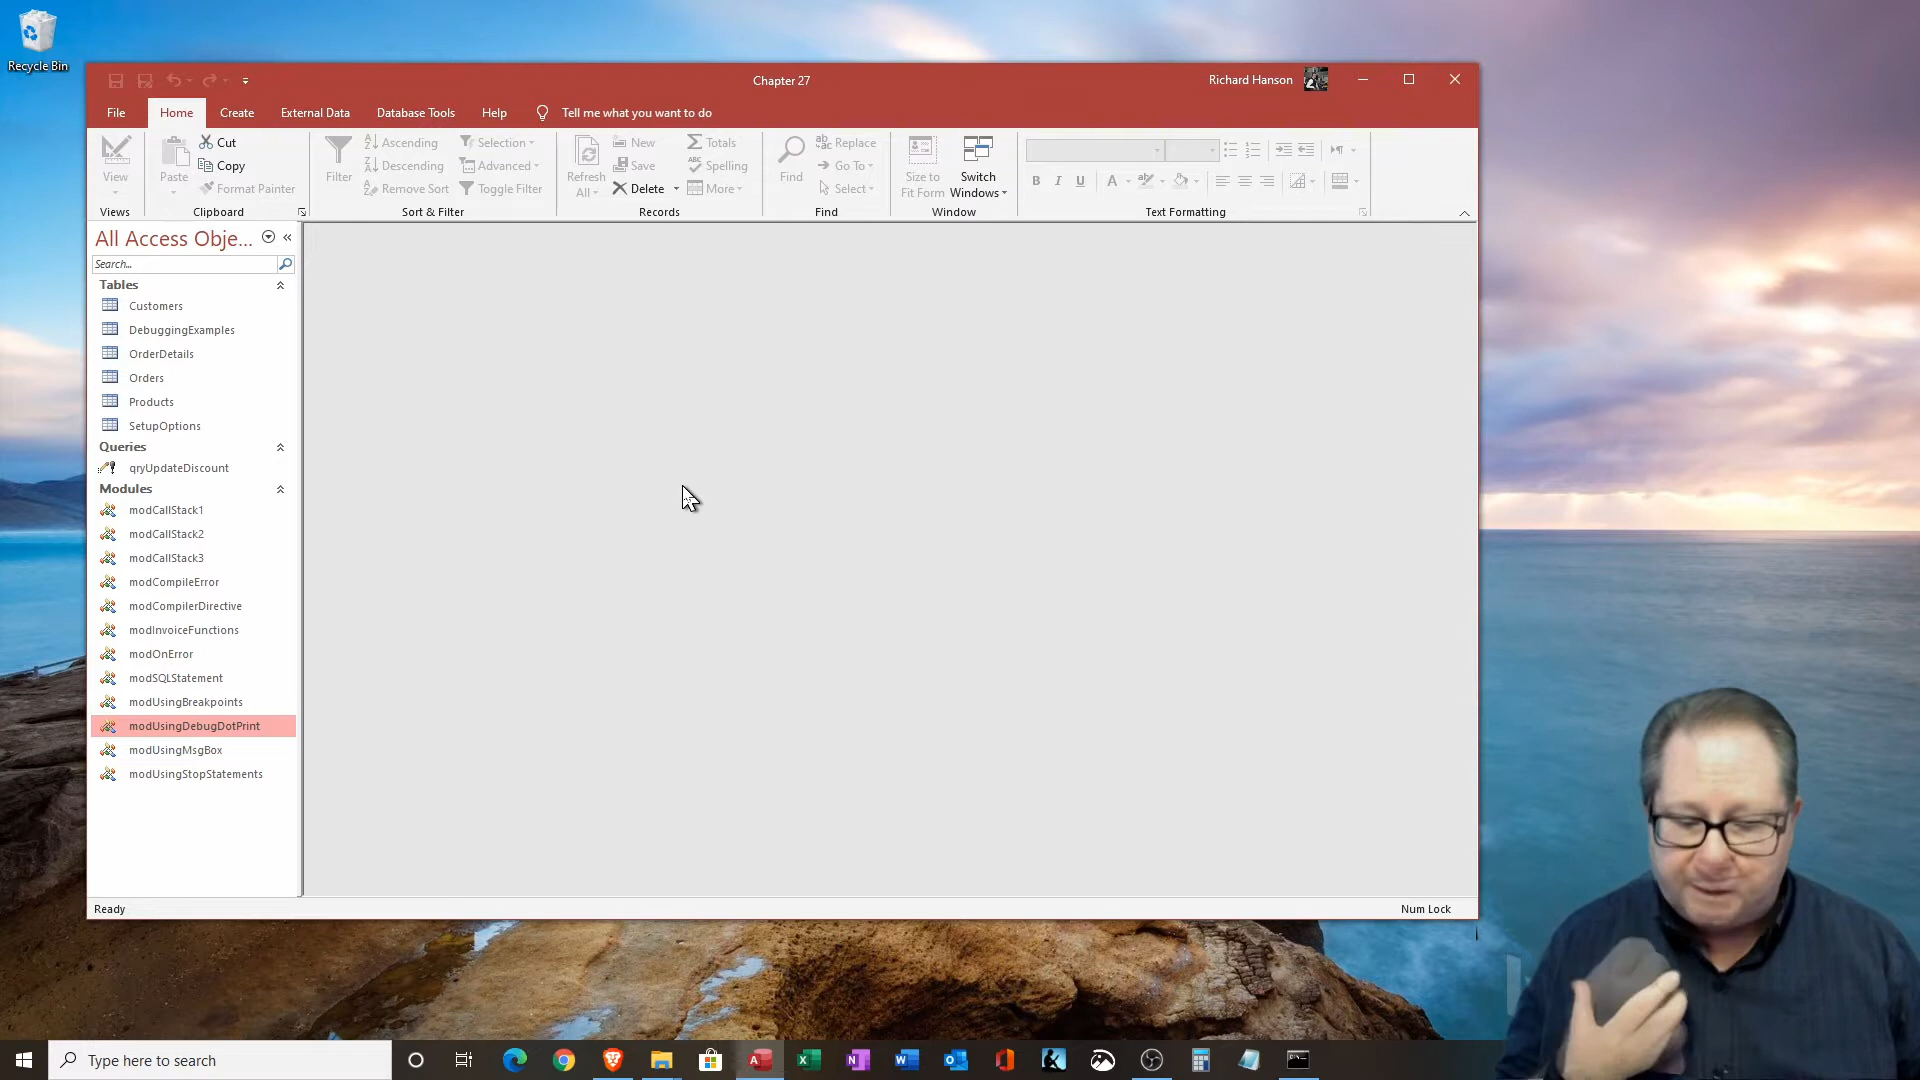 Recycle Bin
Chapter 27
Richard Hanson
File
Home
Create
External Data
Database Tools
Help
Tell me what you want to do
View
Paste
Cut
Copy
Format Painter
Filter
Ascending
Descending
Remove Sort
Selection
Advanced
Toggle Filter
Refresh
All
New
Save
Delete
Totals
Spelling
More
Find
Replace
Go To
Select
Size to
Fit Form
Switch
Windows
B I U
Views
Clipboard
Sort & Filter
Records
Find
Window
Text Formatting
All Access Obje...
Search...
Tables
Customers
DebuggingExamples
OrderDetails
Orders
Products
SetupOptions
Queries
qryUpdateDiscount
Modules
modCallStack1
modCallStack2
modCallStack3
modCompileError
modCompilerDirective
modInvoiceFunctions
modOnError
modSQLStatement
modUsingBreakpoints
modUsingDebugDotPrint
modUsingMsgBox
modUsingStopStatements
Ready
Num Lock
Type here to search